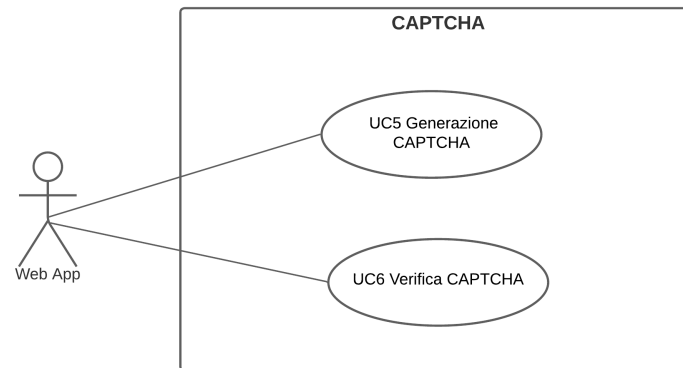 CAPTCHA
UC5 Generazione
CAPTCHA
Web App
UC6 Verifica CAPTCHA